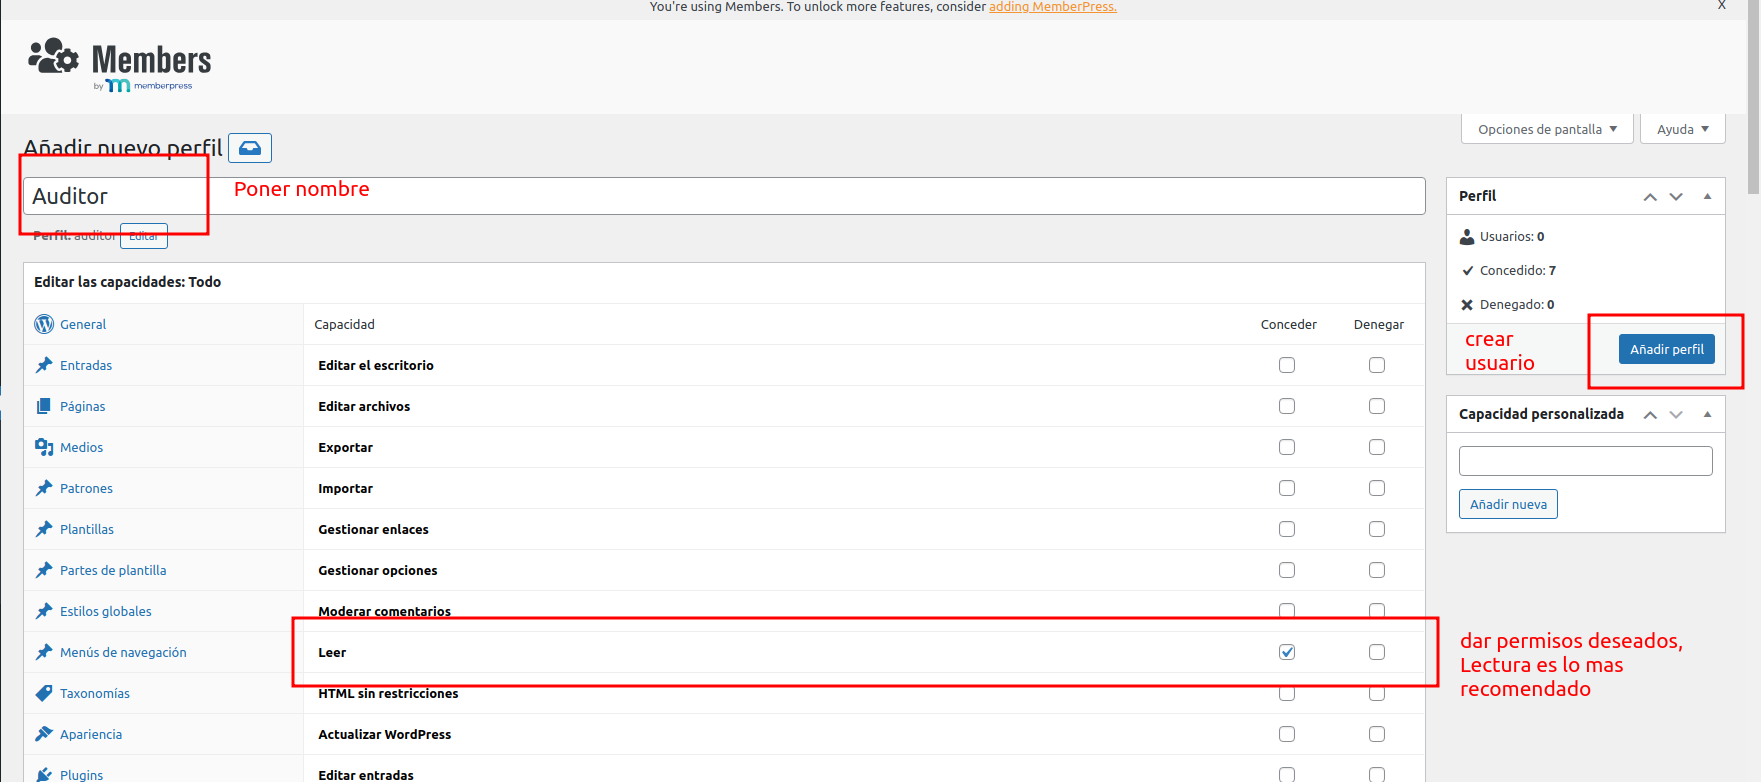 You're using Members. To unlock more features, consider adding MemberPress.
X
Members
by m memberpress
Opciones de pantalla
Ayuda
Añadir nuevo perfil
Auditor
Poner nombre
Perfil: auditor Editar
Editar las capacidades: Todo
General
Capacidad
Conceder
Denegar
Entradas
Editar el escritorio
Páginas
Editar archivos
Medios
Exportar
Patrones
Importar
Plantillas
Gestionar enlaces
Partes de plantilla
Gestionar opciones
Estilos globales
Moderar comentarios
Menús de navegación
Leer
Taxonomías
HTML sin restricciones
Apariencia
Actualizar WordPress
Plugins
Editar entradas
Perfil
Usuarios: 0
Concedido: 7
Denegado: 0
crear
usuario
Añadir perfil
Capacidad personalizada
Añadir nueva
dar permisos deseados,
Lectura es lo mas
recomendado